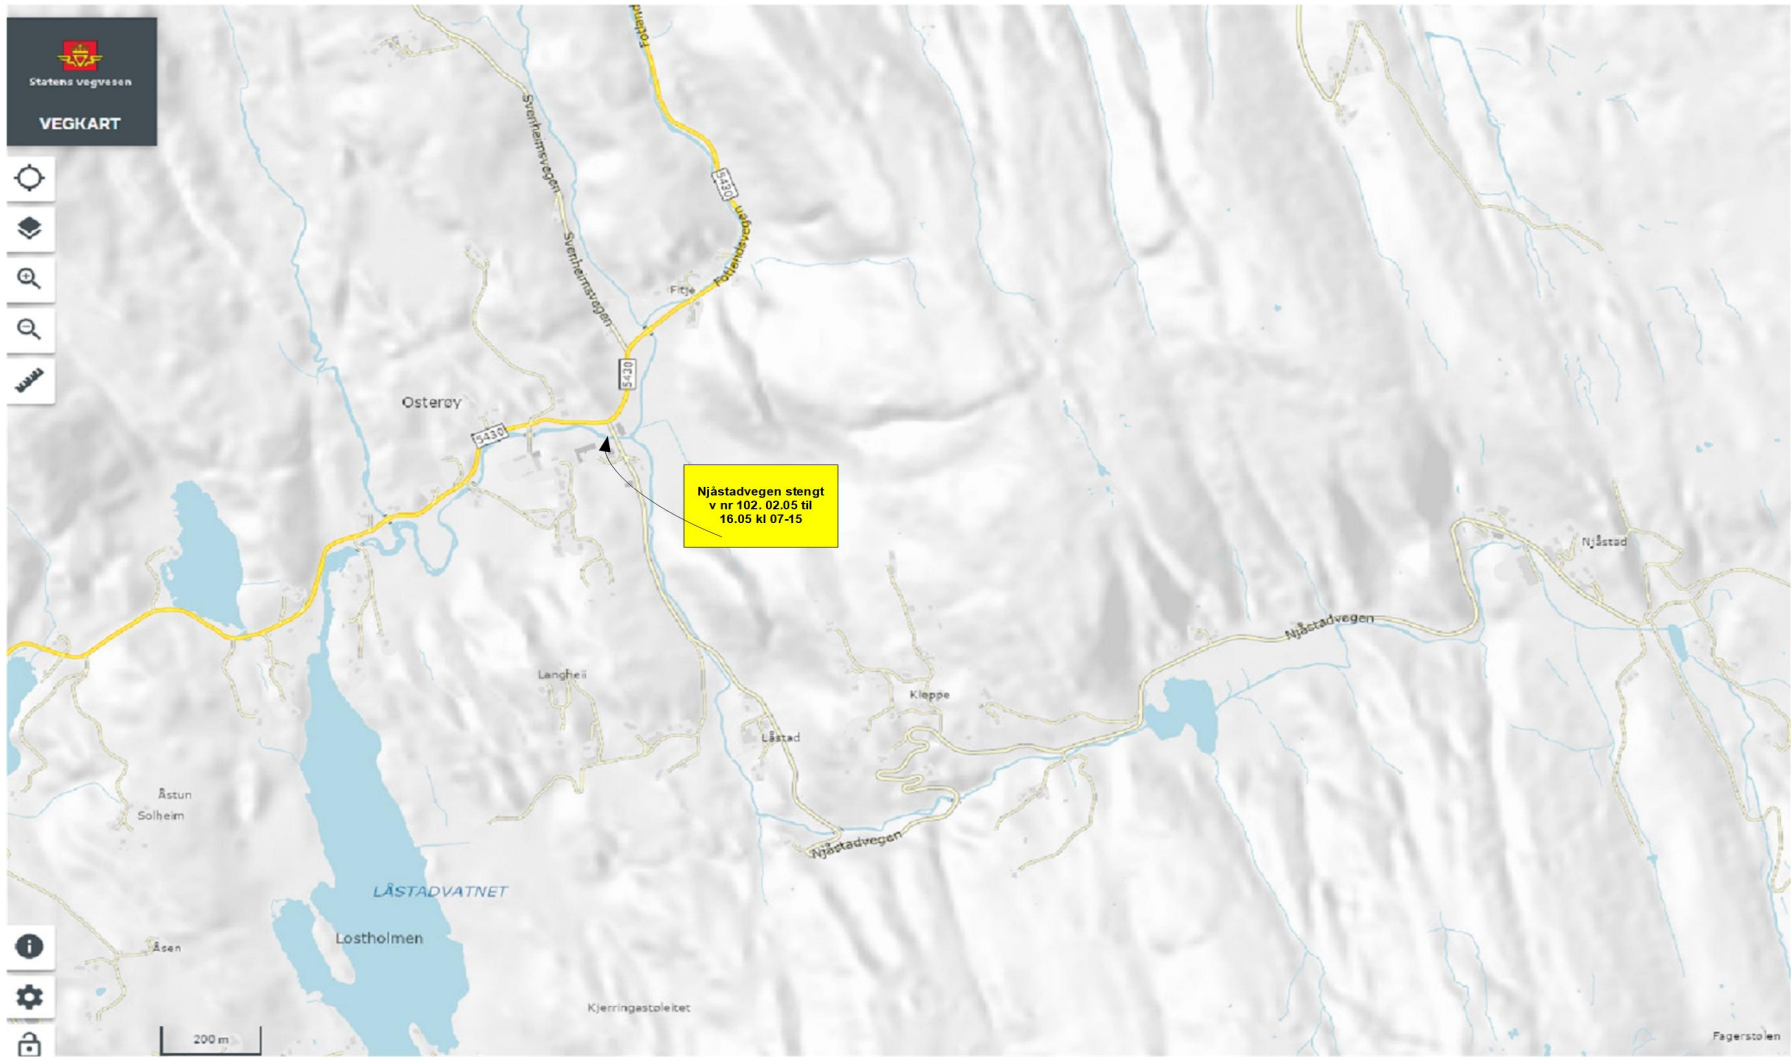 Statens vegvesen
VEGKART
Fotland
Svenheimsvegen
5430
Fotlandsvegen
Svenheimsvegen
Fitje
5430
Osterøy
5430
Njåstadvegen stengt
v nr 102. 02.05 til
16.05 kl 07-15
Njåstad
Njåstadvegen
Langheii
Kleppe
Låstad
Åstun
Solheim
Njåstadvegen
LÅSTADVATNET
Lostholmen
Åsen
Kjerringastøleitet
200 m
Fagerstølen